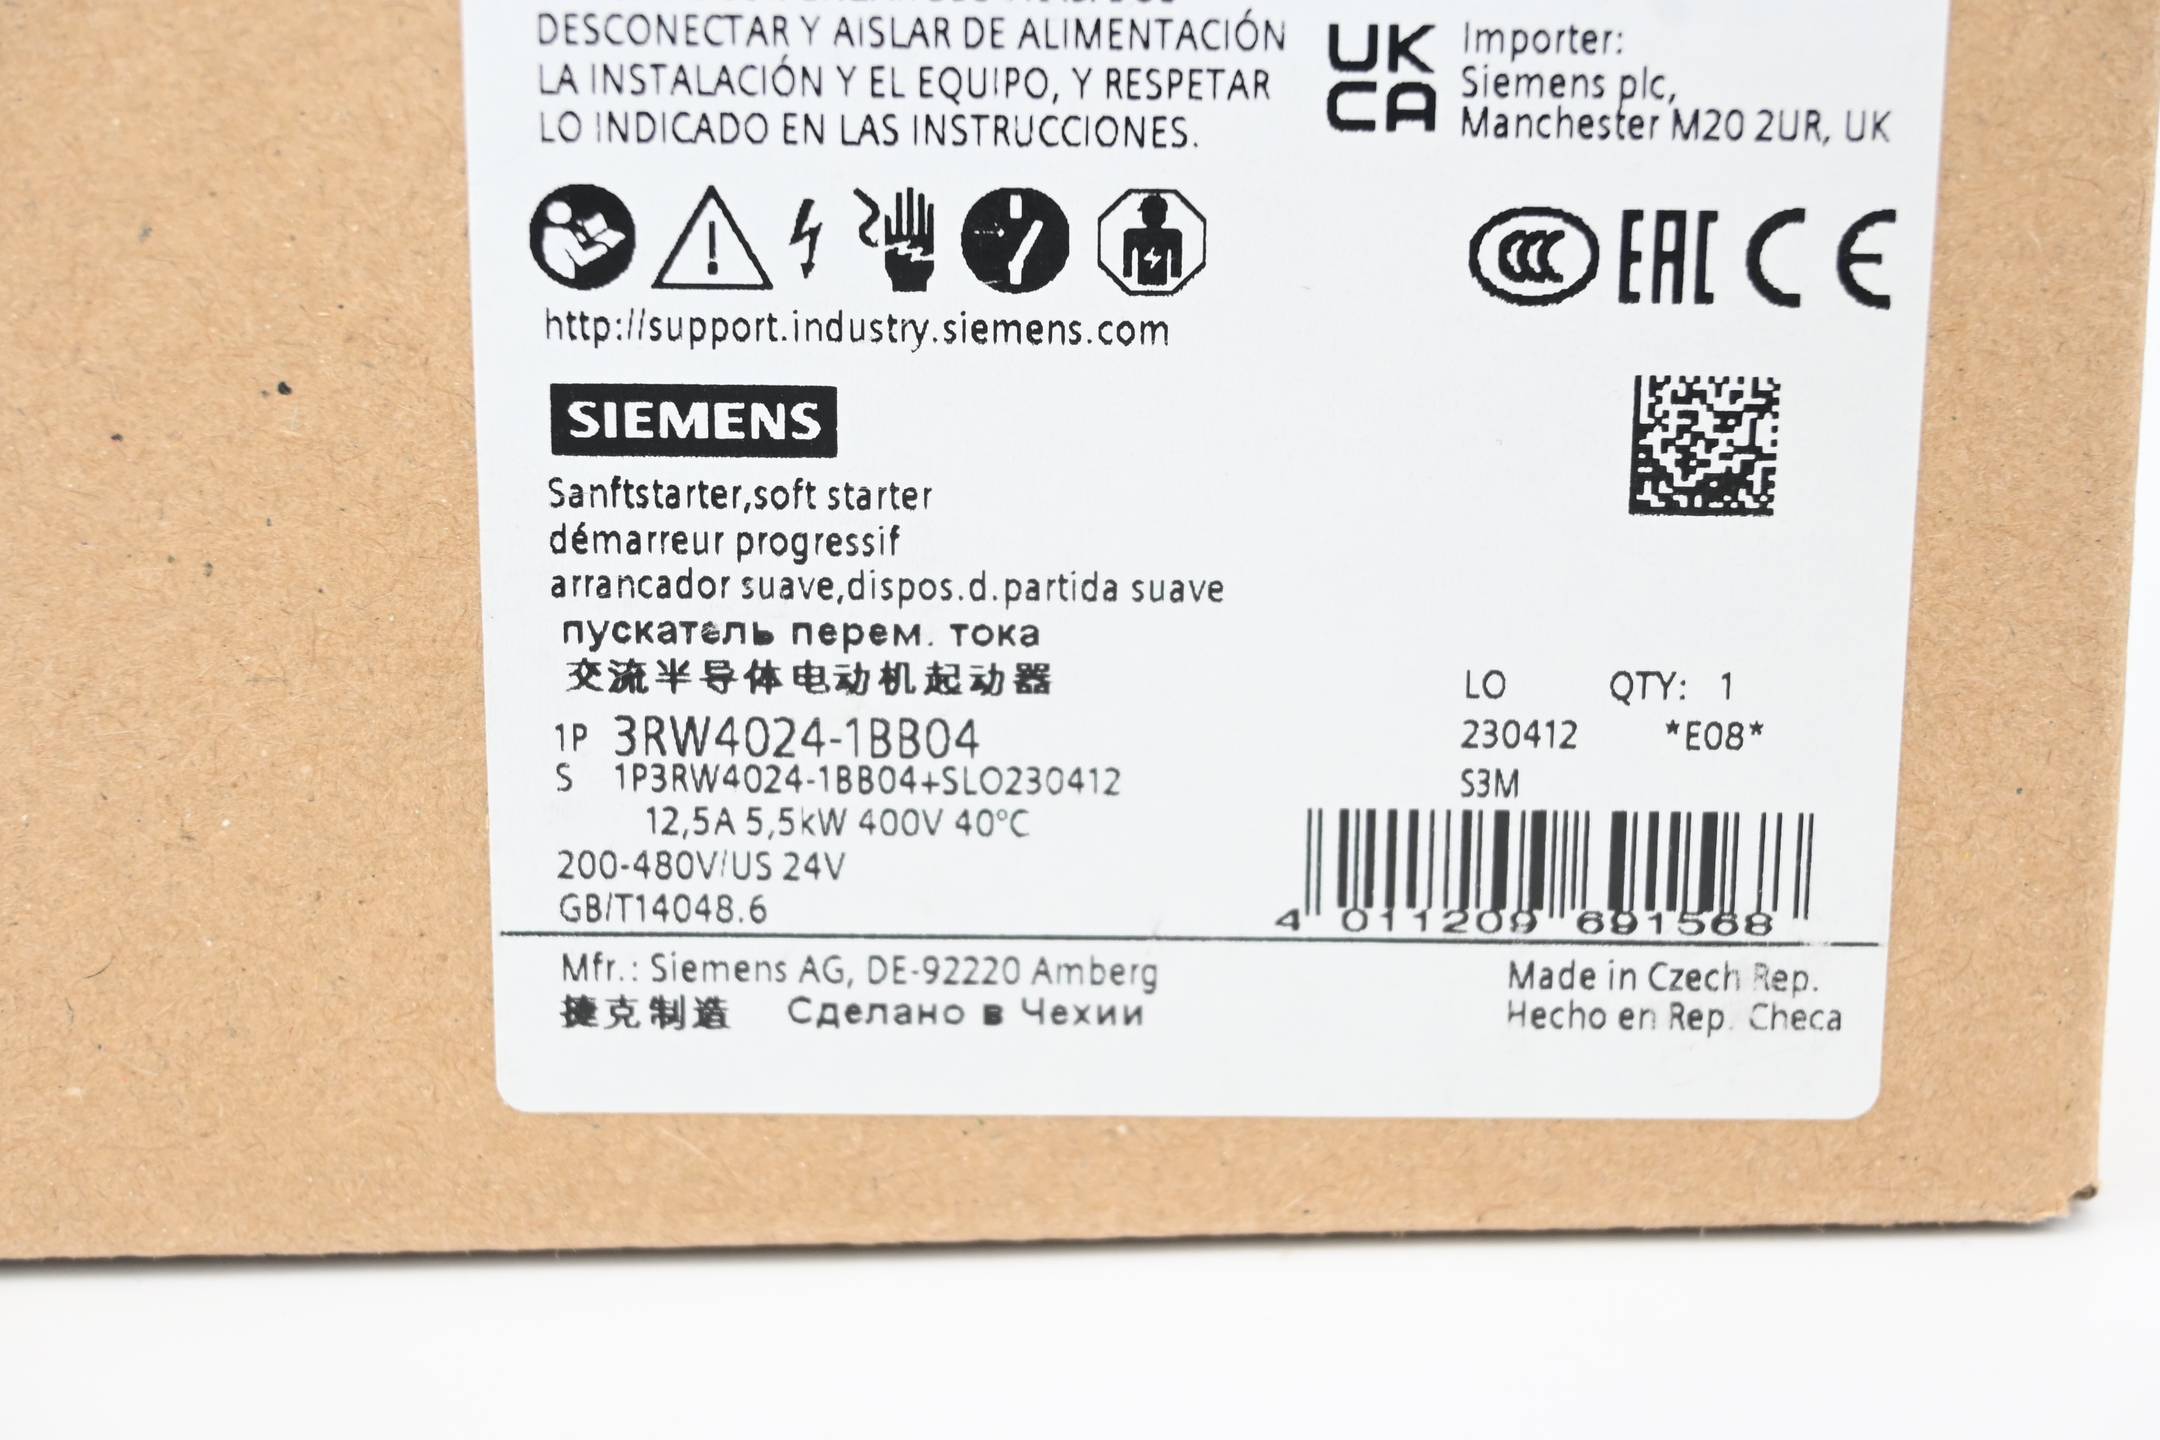 DESCONECTAR Y AISLAR DE ALIMENTACIÓN
LA INSTALACIÓN Y EL EQUIPO, Y RESPETAR
LO INDICADO EN LAS INSTRUCCIONES.
UK
CA
Importer:
Siemens plc,
Manchester M20 2UR, UK
CCC EAC CE
http://support.industry.siemens.com
SIEMENS
Sanftstarter,soft starter
démarreur progressif
arrancador suave,dispos.d.partida suave
пускатель перем. тока
交流半导体电动机起动器
1P 3RW4024-1BB04
S 1P3RW4024-1BB04+SLO230412
12,5A 5,5kW 400V 40°C
200-480V/US 24V
GB/T14048.6
LO QTY: 1
230412 *E08*
S3M
4 011209 691568
Mfr.: Siemens AG, DE-92220 Amberg
捷克制造 Сделано в Чехии
Made in Czech Rep.
Hecho en Rep. Checa